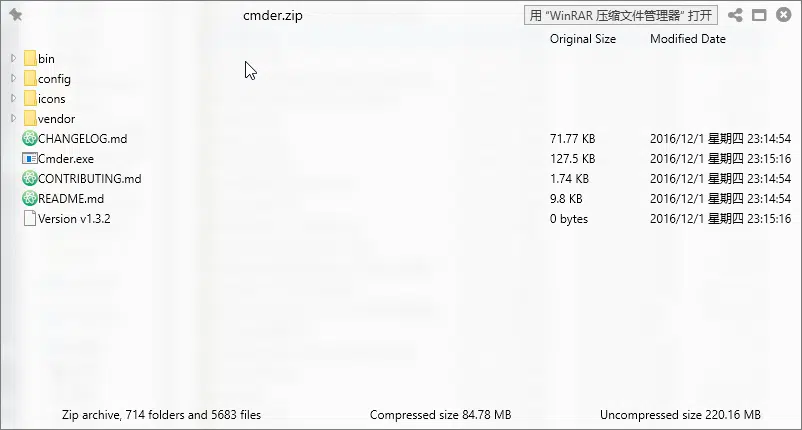 cmder.zip
用 “WinRAR 压缩文件管理器” 打开
Original Size Modified Date
bin
config
icons
vendor
CHANGELOG.md 71.77 KB 2016/12/1 星期四 23:14:54
Cmder.exe 127.5 KB 2016/12/1 星期四 23:15:16
CONTRIBUTING.md 1.74 KB 2016/12/1 星期四 23:14:54
README.md 9.8 KB 2016/12/1 星期四 23:14:54
Version v1.3.2 0 bytes 2016/12/1 星期四 23:15:16
Zip archive, 714 folders and 5683 files Compressed size 84.78 MB Uncompressed size 220.16 MB